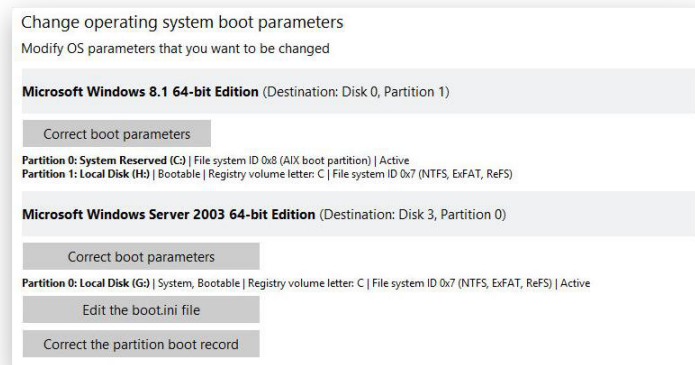 Change operating system boot parameters
Modify OS parameters that you want to be changed
Microsoft Windows 8.1 64-bit Edition (Destination: Disk 0, Partition 1)
Correct boot parameters
Partition 0: System Reserved (C:) | File system ID 0x8 (AIX boot partition) | Active
Partition 1: Local Disk (H:) | Bootable | Registry volume letter: C | File system ID 0x7 (NTFS, ExFAT, ReFS)
Microsoft Windows Server 2003 64-bit Edition (Destination: Disk 3, Partition 0)
Correct boot parameters
Partition 0: Local Disk (G:) | System, Bootable | Registry volume letter: C | File system ID 0x7 (NTFS, ExFAT, ReFS) | Active
Edit the boot.ini file
Correct the partition boot record